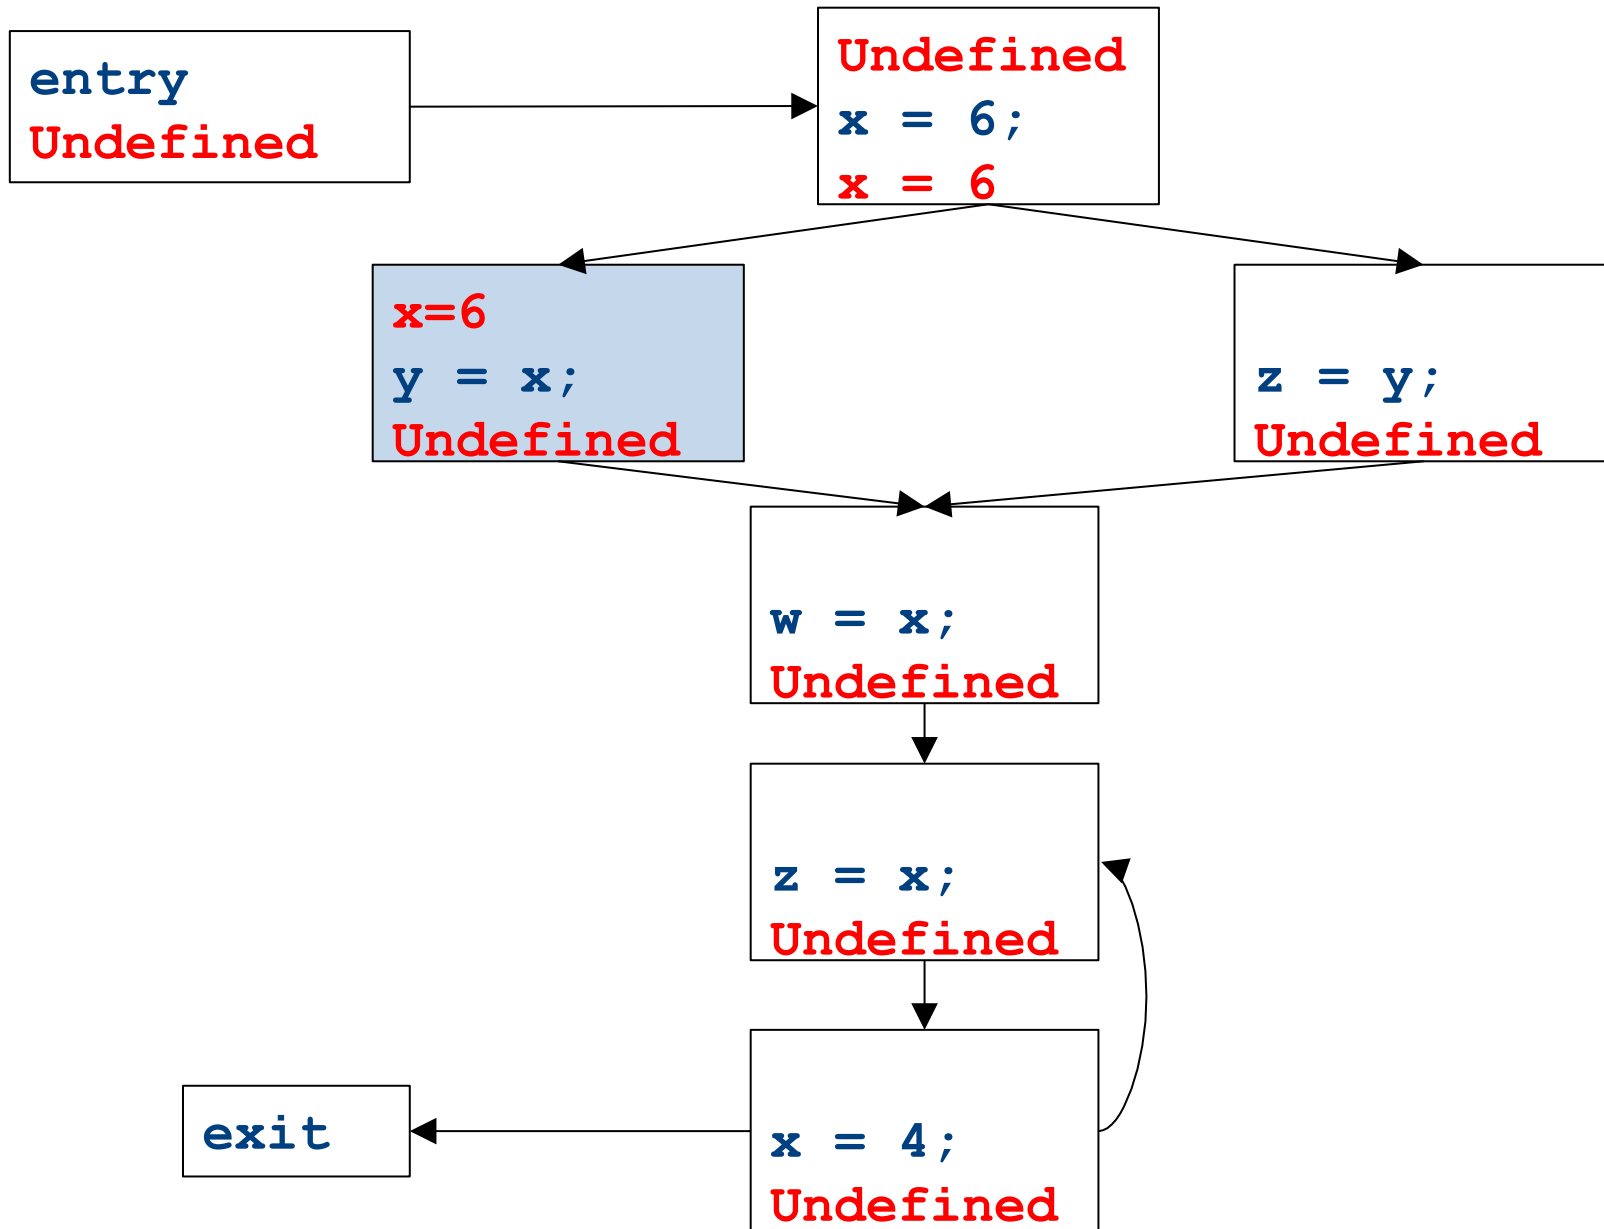 entry
Undefined
Undefined
x = 6;
x = 6
x=6
y = x;
Undefined
z = y;
Undefined
w = x;
Undefined
z = x;
Undefined
exit
x = 4;
Undefined